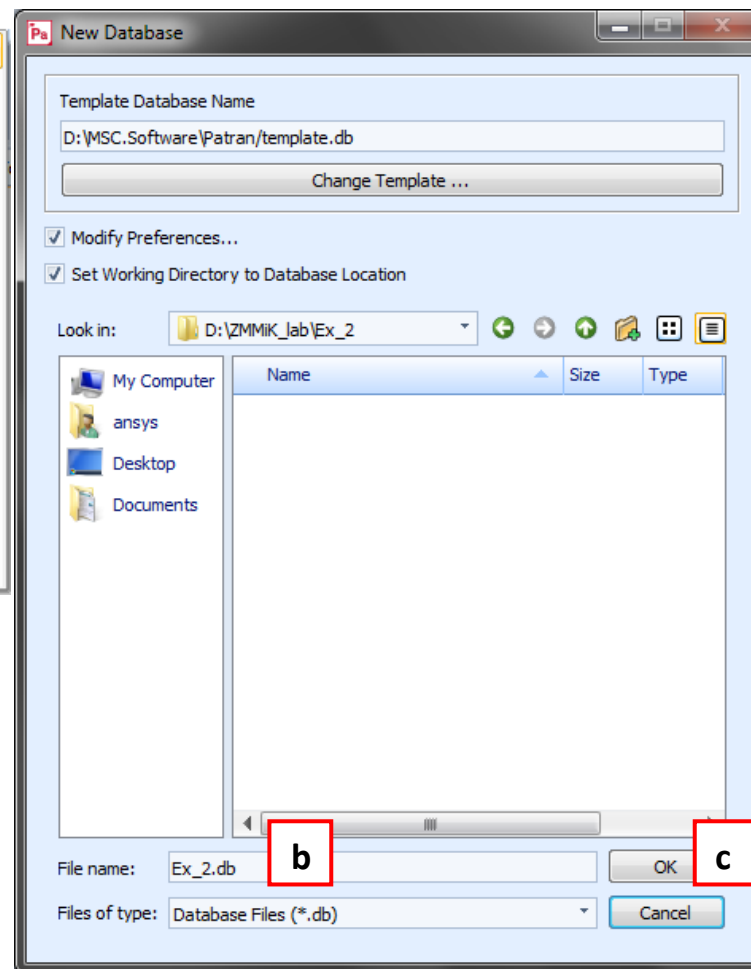 Pa New Database
Template Database Name
D:\MSC.Software\Patran/template.db
Change Template ...
Modify Preferences...
Set Working Directory to Database Location
Look in: D:\ZMMiK_lab\Ex_2
My Computer
ansys
Desktop
Documents
Name Size Type
File name: Ex_2.db b OK c
Files of type: Database Files (*.db) Cancel